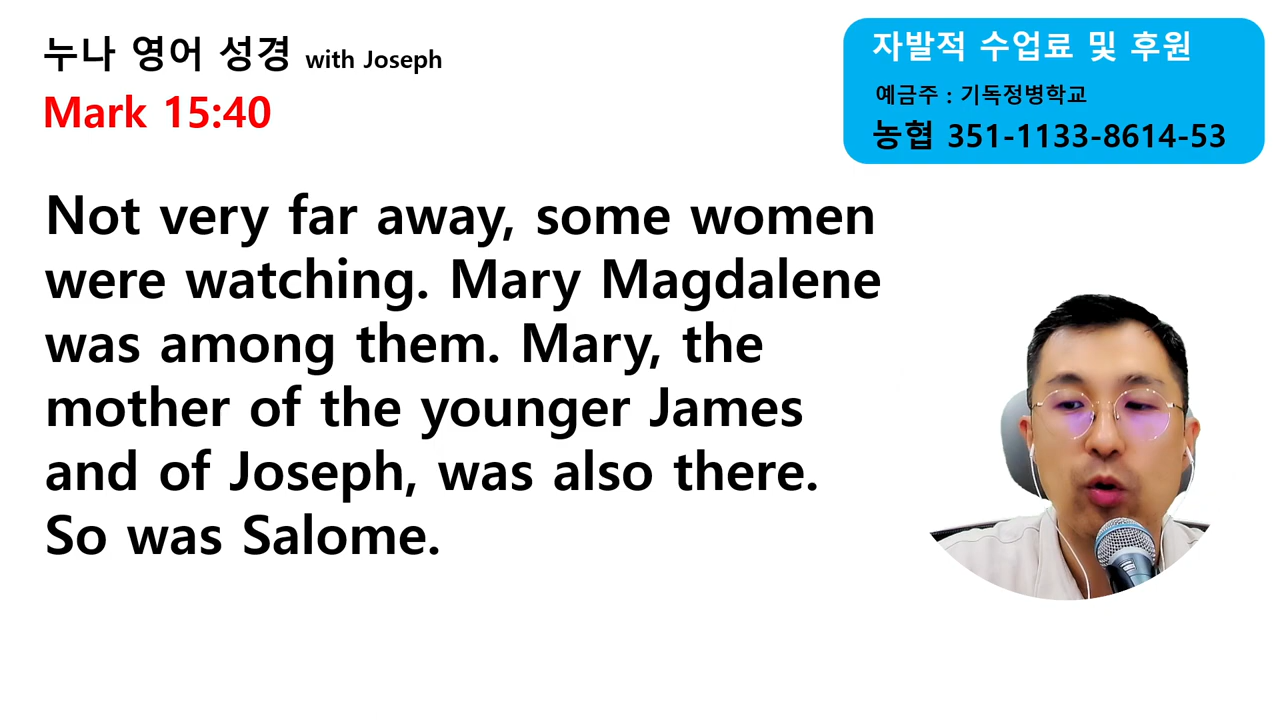 누나 영어 성경 with Joseph
Mark 15:40
자발적 수업료 및 후원
예금주 : 기독정병학교
농협 351-1133-8614-53
Not very far away, some women
were watching. Mary Magdalene
was among them. Mary, the
mother of the younger James
and of Joseph, was also there.
So was Salome.